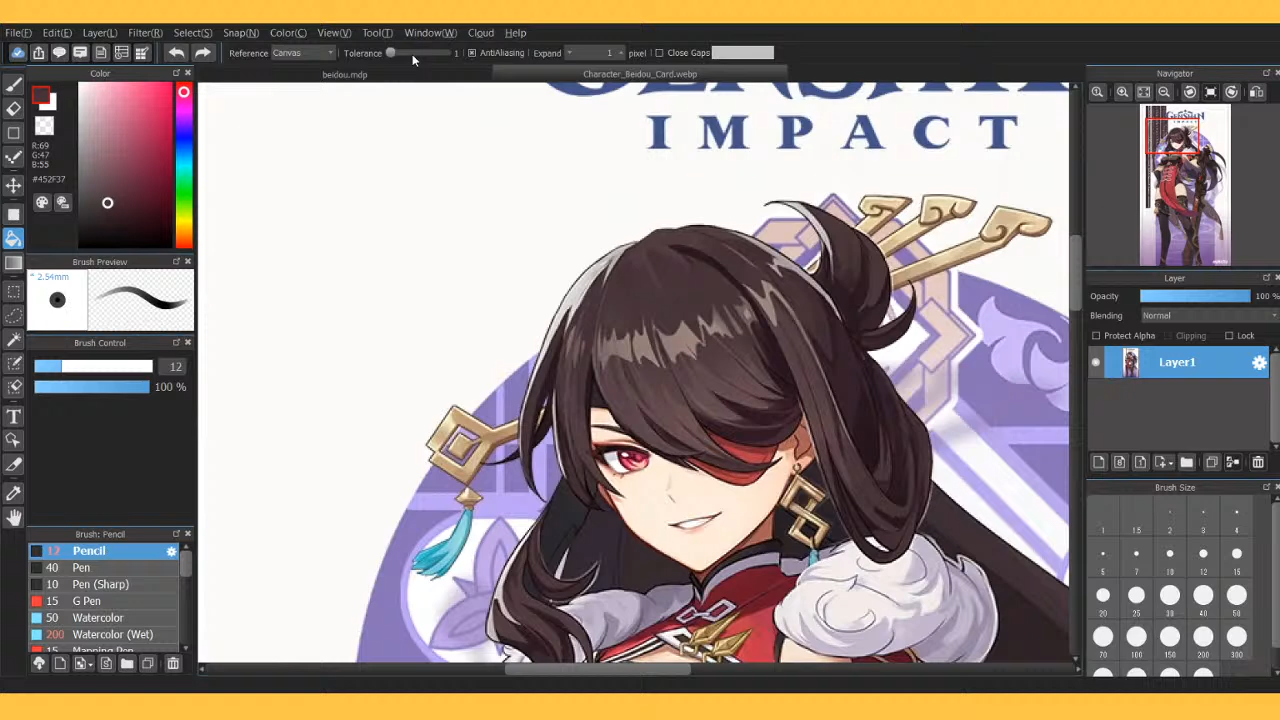 File(F) Edit(E) Layer(L) Filter(R) Select(S) Snap(N) Color(C) View(V) Tool(T) Window(W) Cloud Help
Reference Canvas Tolerance 1 AntiAliasing Expand 1 pixel Close Gaps
Color
beidou.mdp
Character_Beidou_Card.webp
Navigator
R:69
G:47
B:55
#452F37
Brush Preview
* 2.54mm
Brush Control
12
100 %
Brush: Pencil
12 Pencil
40 Pen
10 Pen (Sharp)
15 G Pen
50 Watercolor
200 Watercolor (Wet)
GENSHIN
IMPACT
Layer
Opacity 100 %
Blending Normal
Protect Alpha Clipping Lock
Layer1
Brush Size
1 1.5 2 3 4
5 7 10 12 15
20 25 30 40 50
70 100 150 200 300